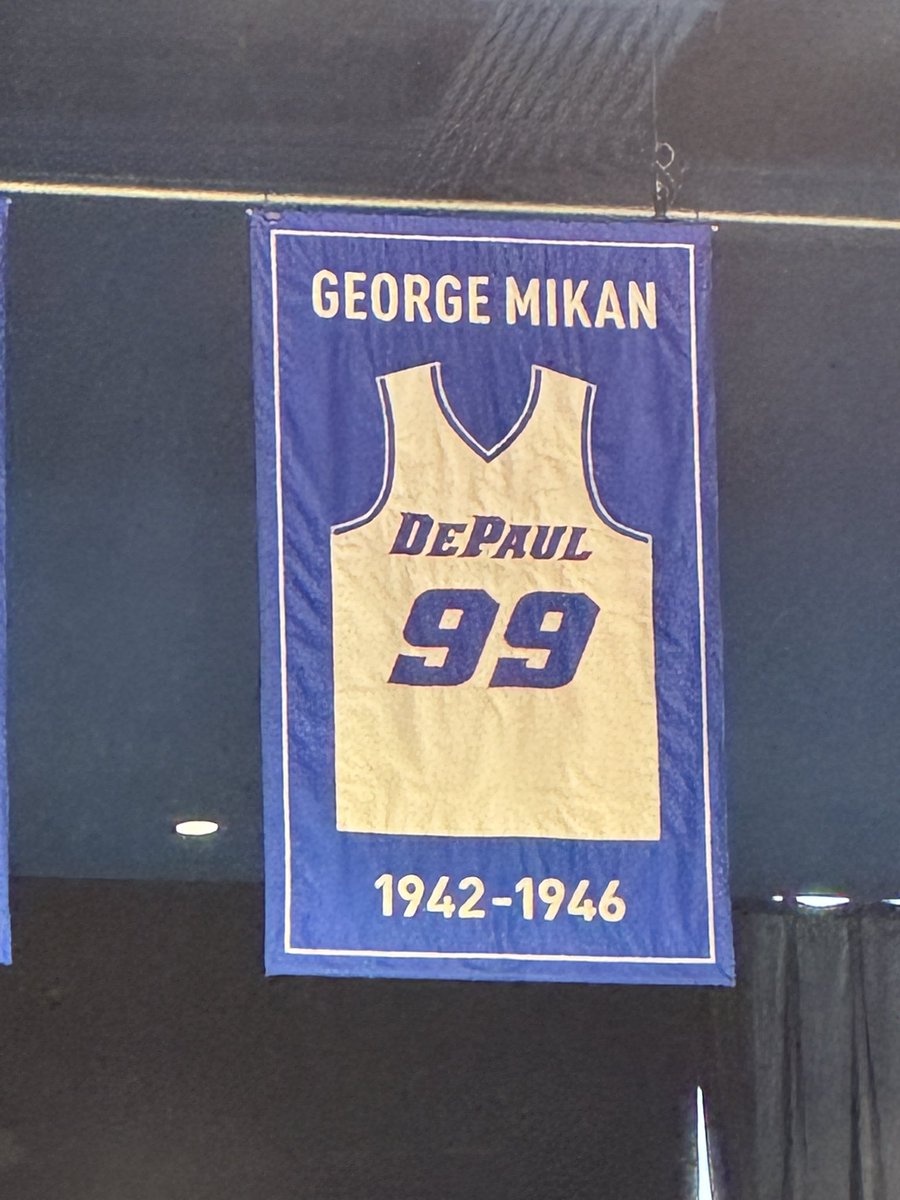 GEORGE MIKAN
DEPAUL
99
1942-1946